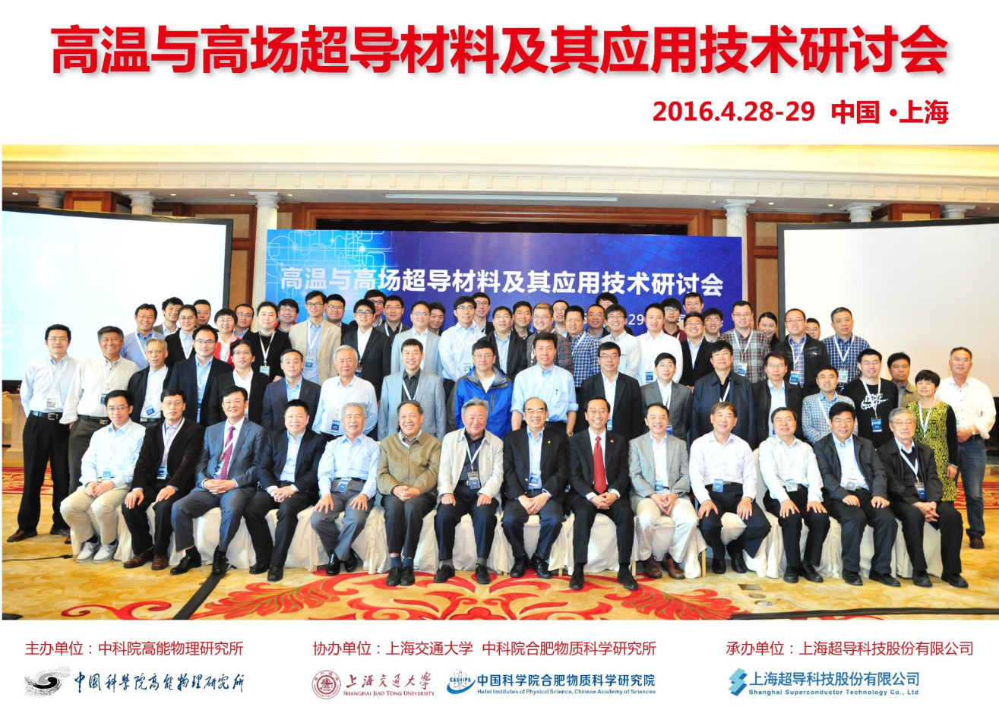 高温与高场超导材料及其应用技术研讨会
2016.4.28-29 中国·上海
高温与高场超导材料及其应用技术研讨会
29
主办单位：中科院高能物理研究所
协办单位：上海交通大学 中科院合肥物质科学研究所
承办单位：上海超导科技股份有限公司
中国科学院高能物理研究所
上海交通大学
SHANGHAI JIAO TONG UNIVERSITY
CASHIPS
中国科学院合肥物质科学研究院
Hefei Institutes of Physical Science, Chinese Academy of Sciences
上海超导科技股份有限公司
Shanghai Superconductor Technology Co., Ltd